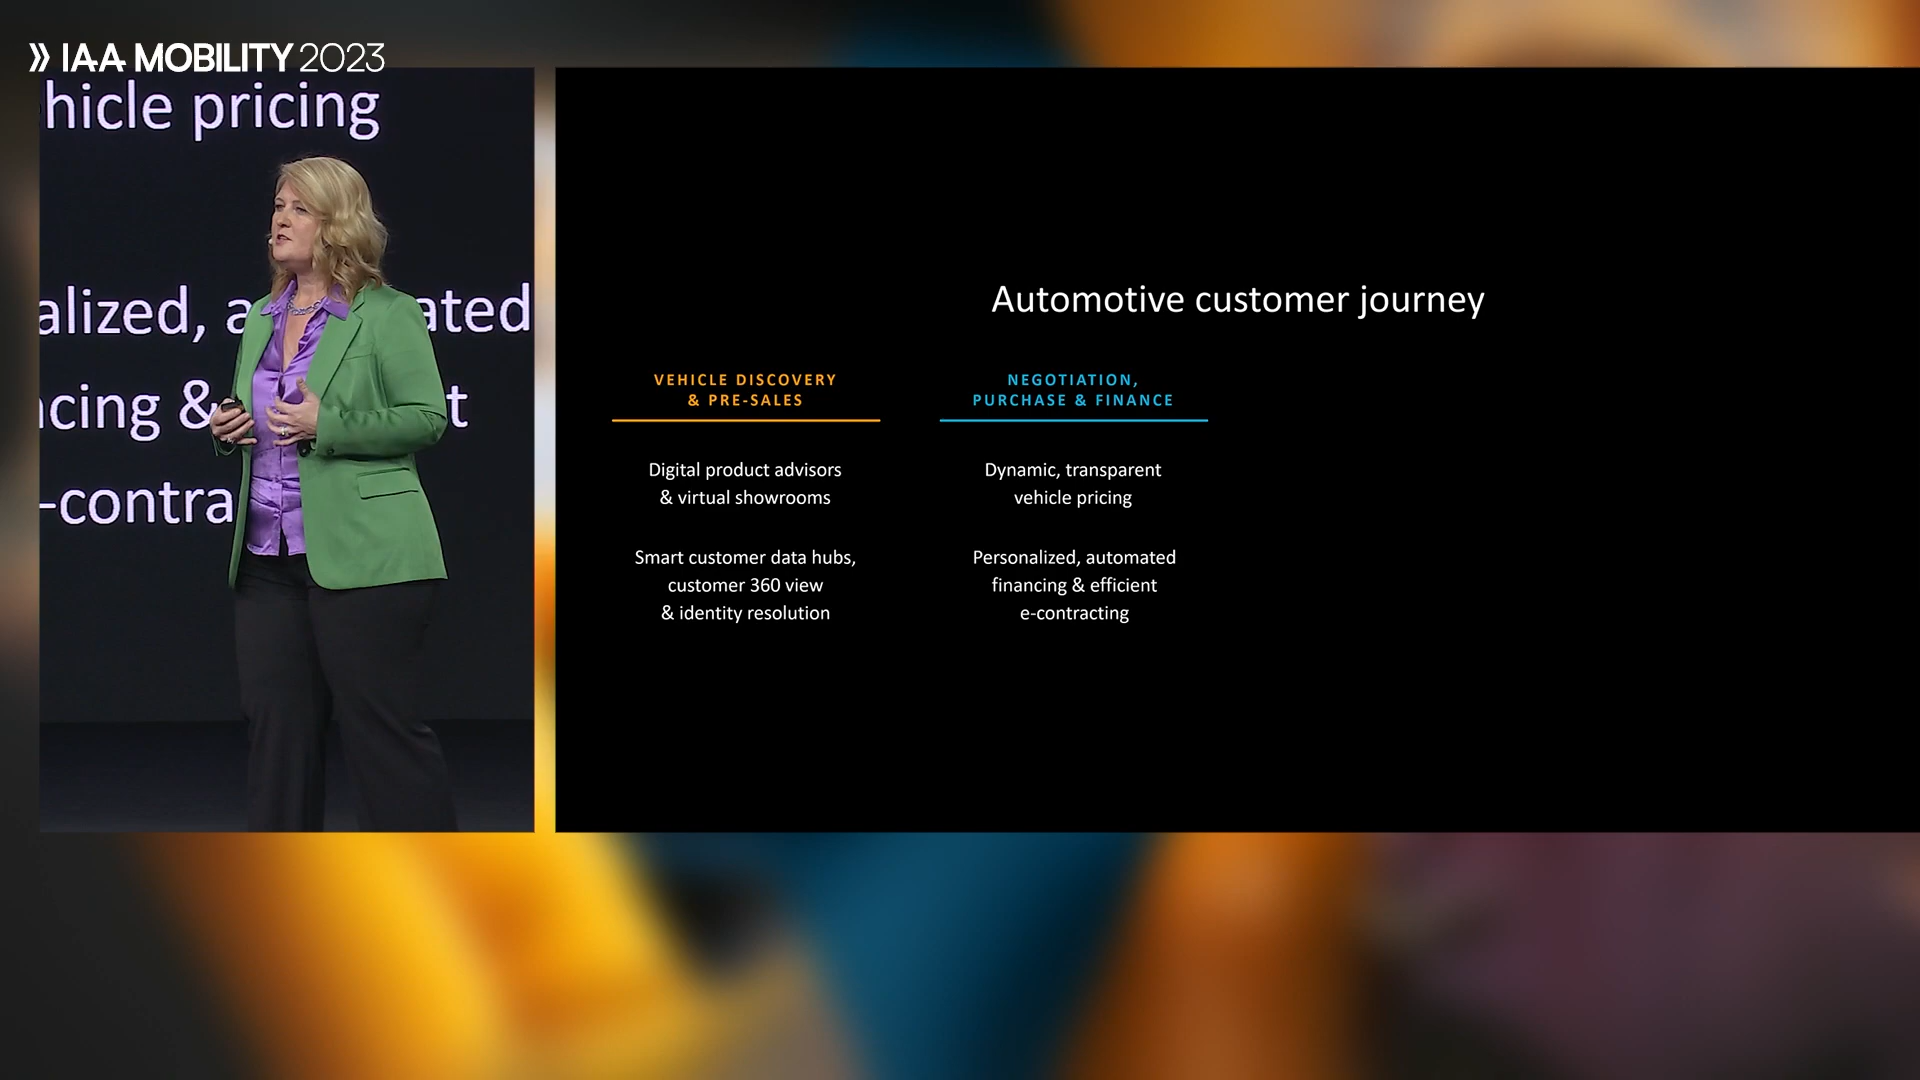 IAA MOBILITY 2023
hicle pricing
alized, a ated
cing & t
-contra
Automotive customer journey
VEHICLE DISCOVERY
& PRE-SALES
Digital product advisors
& virtual showrooms
Smart customer data hubs,
customer 360 view
& identity resolution
NEGOTIATION,
PURCHASE & FINANCE
Dynamic, transparent
vehicle pricing
Personalized, automated
financing & efficient
e-contracting